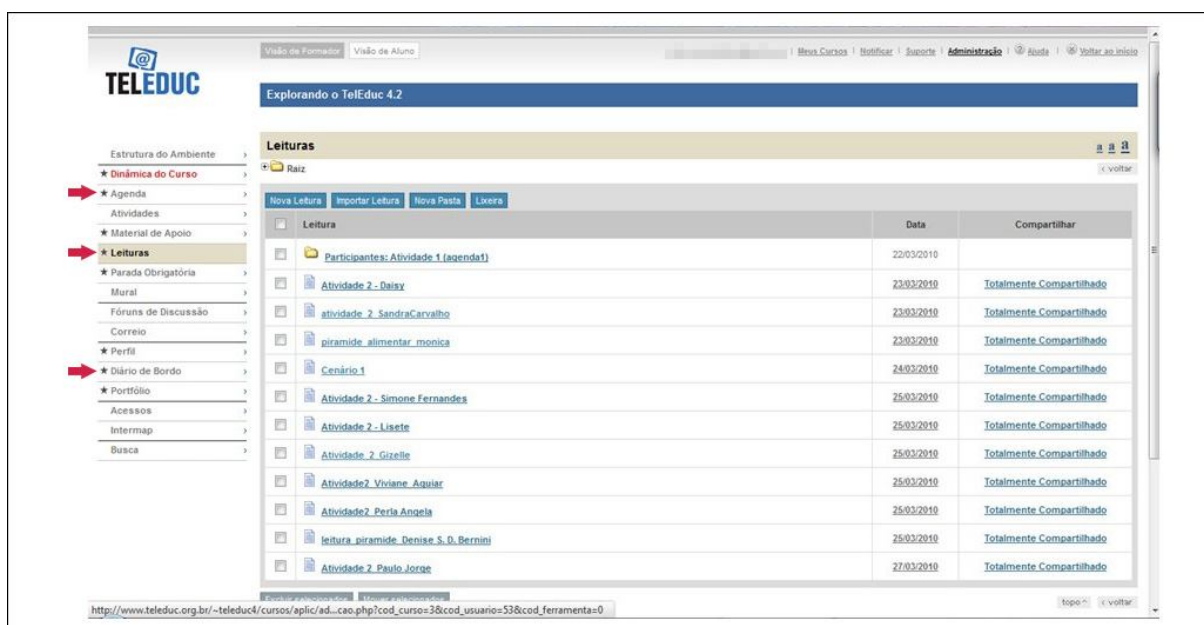 TELEDUC
Visão de Formador Visão de Aluno
Meus Cursos | Notificar | Suporte | Administração | Ajuda | Voltar ao início
Explorando o TelEduc 4.2
Estrutura do Ambiente
★ Dinâmica do Curso
★ Agenda
Atividades
★ Material de Apoio
★ Leituras
★ Parada Obrigatória
Mural
Fóruns de Discussão
Correio
★ Perfil
★ Diário de Bordo
★ Portfólio
Acessos
Intermap
Busca
Leituras a a a
Raiz ‹ voltar
Nova Leitura Importar Leitura Nova Pasta Lixeira
Leitura Data Compartilhar
Participantes: Atividade 1 (agenda1) 22/03/2010
Atividade 2 - Daisy 23/03/2010 Totalmente Compartilhado
atividade_2_SandraCarvalho 23/03/2010 Totalmente Compartilhado
piramide_alimentar_monica 23/03/2010 Totalmente Compartilhado
Cenário 1 24/03/2010 Totalmente Compartilhado
Atividade 2 - Simone Fernandes 25/03/2010 Totalmente Compartilhado
Atividade 2 - Lisete 25/03/2010 Totalmente Compartilhado
Atividade_2_Gizelle 25/03/2010 Totalmente Compartilhado
Atividade2_Viviane_Aguiar 25/03/2010 Totalmente Compartilhado
Atividade2_Perla Angela 25/03/2010 Totalmente Compartilhado
leitura_piramide_Denise S. D. Bernini 25/03/2010 Totalmente Compartilhado
Atividade 2_Paulo Jorge 27/03/2010 Totalmente Compartilhado
Excluir selecionados Mover selecionados
topo ^ ‹ voltar
http://www.teleduc.org.br/~teleduc4/cursos/aplic/ad...cao.php?cod_curso=3&cod_usuario=53&cod_ferramenta=0